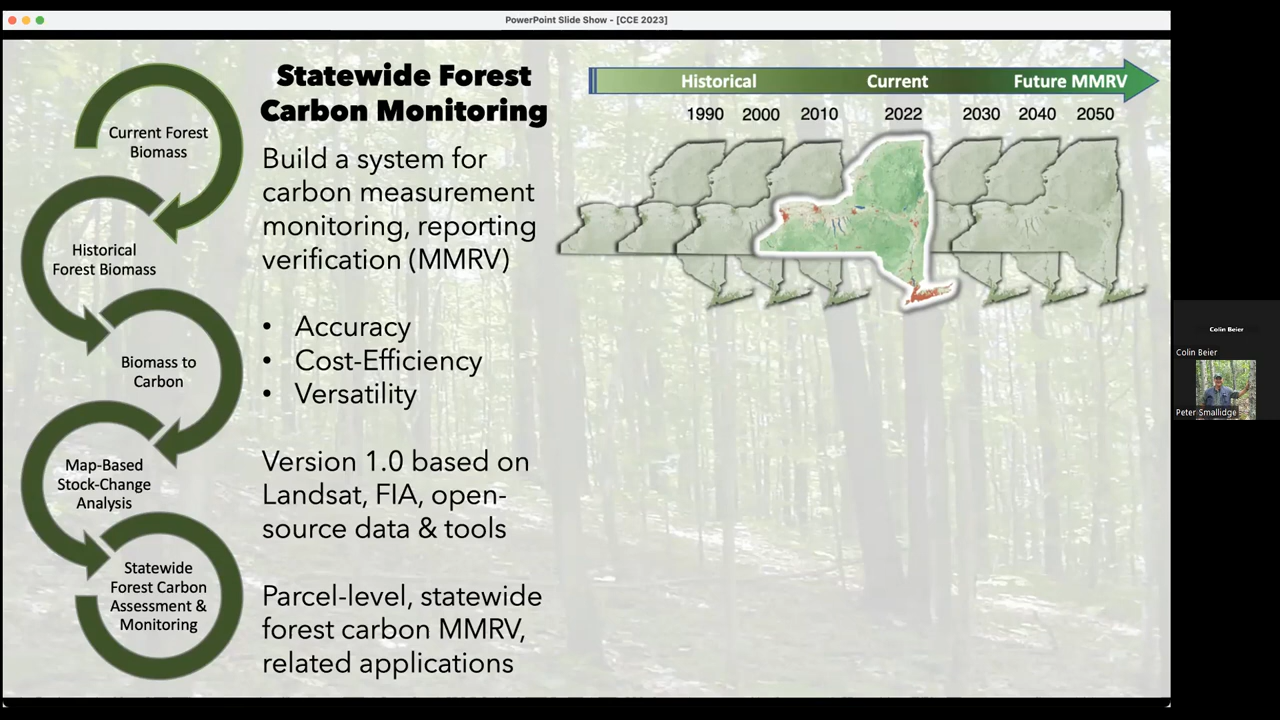 PowerPoint Slide Show - [CCE 2023]
Current Forest
Biomass
Historical
Forest Biomass
Biomass to
Carbon
Map-Based
Stock-Change
Analysis
Statewide
Forest Carbon
Assessment &
Monitoring
Statewide Forest
Carbon Monitoring
Build a system for
carbon measurement
monitoring, reporting
verification (MMRV)
• Accuracy
• Cost-Efficiency
• Versatility
Version 1.0 based on
Landsat, FIA, open-
source data & tools
Parcel-level, statewide
forest carbon MMRV,
related applications
Historical Current Future MMRV
1990 2000 2010 2022 2030 2040 2050
Colin Beier
Colin Beier
Peter Smallidge